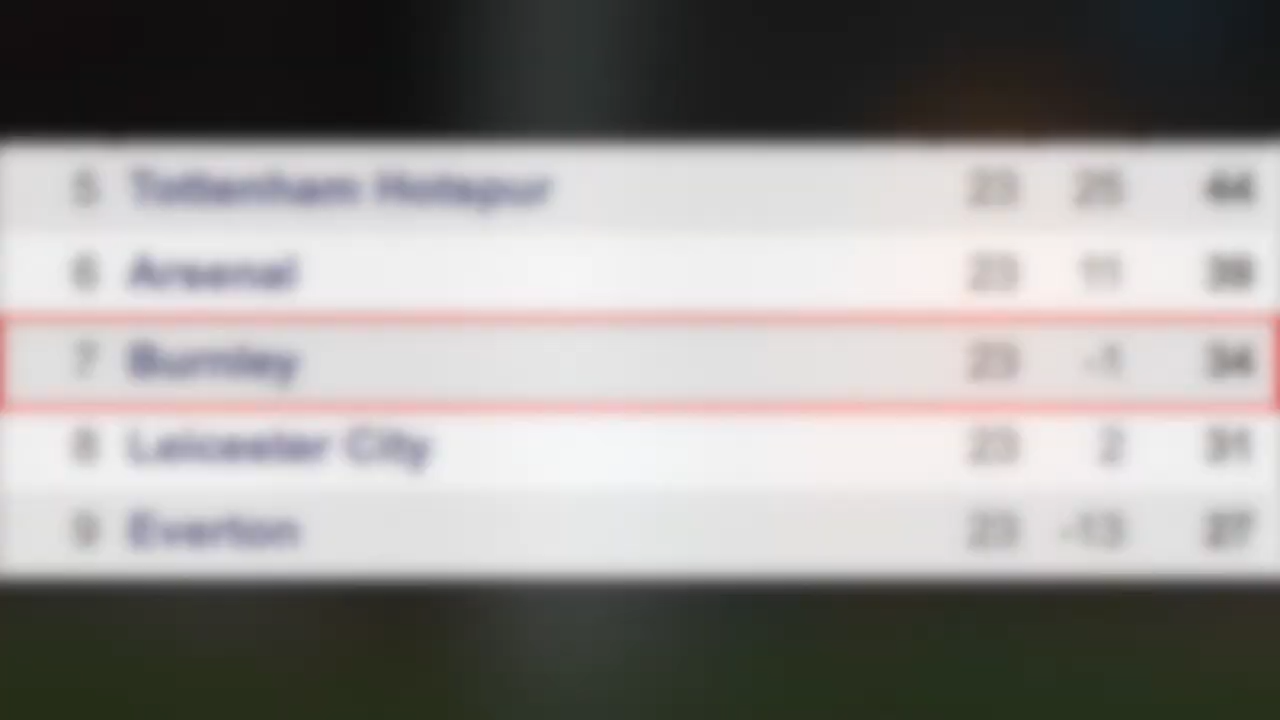 5 Tottenham Hotspur 23 25 44
6 Arsenal 23 11 39
7 Burnley 23 -1 34
8 Leicester City 23 2 31
9 Everton 23 -13 27